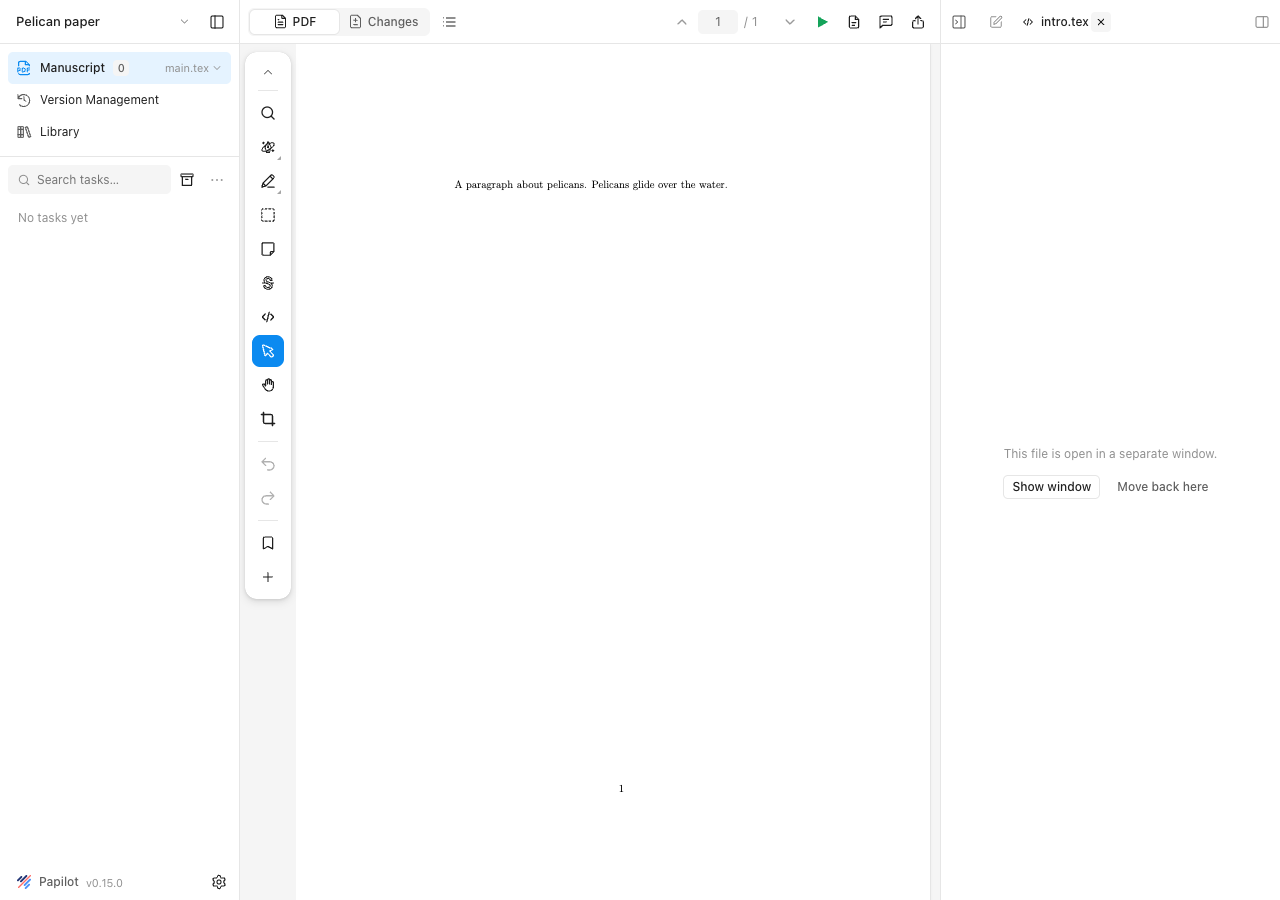 Pelican paper
Manuscript 0 main.tex
Version Management
Library
Search tasks...
No tasks yet
Papilot v0.15.0
PDF Changes 1 / 1
A paragraph about pelicans. Pelicans glide over the water.
1
intro.tex
This file is open in a separate window.
Show window Move back here